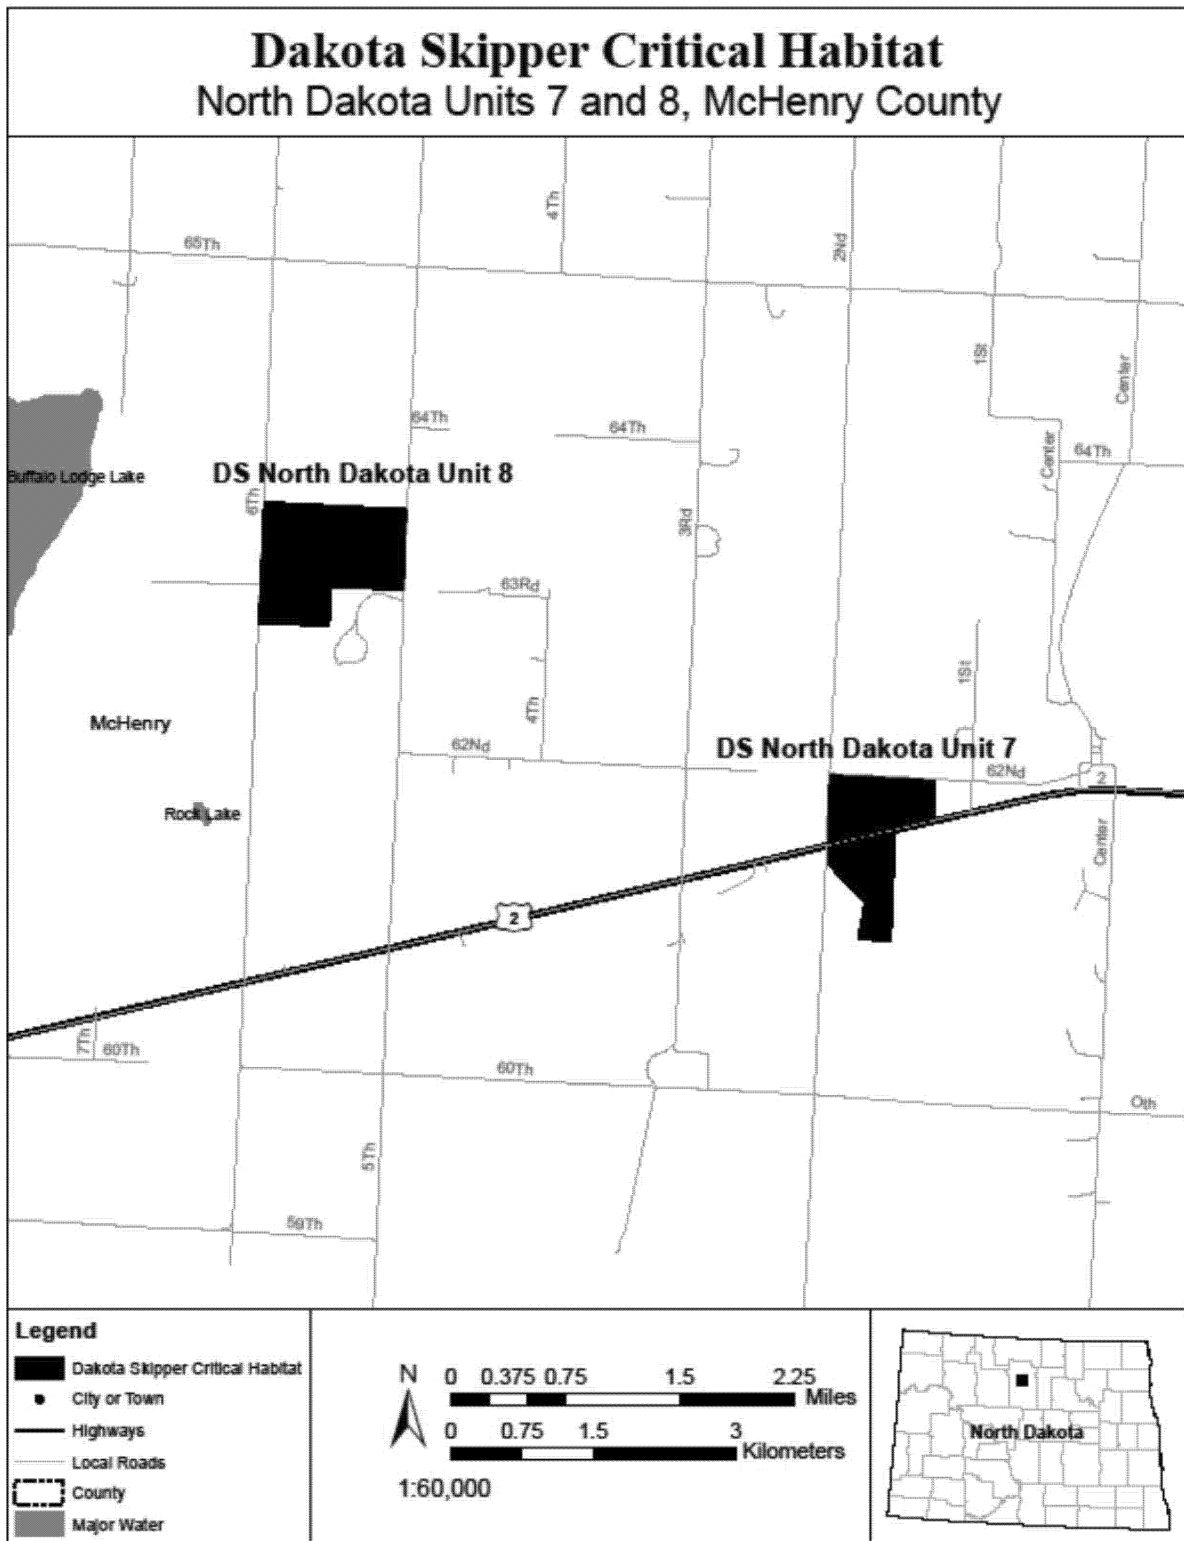 Dakota Skipper Critical Habitat
North Dakota Units 7 and 8, McHenry County
4Th
65Th
2Nd
1St
Center
64Th
64Th
Center
64Th
Buffalo Lodge Lake
DS North Dakota Unit 8
6Th
3Rd
63Rd
1St
4Th
McHenry
62Nd
DS North Dakota Unit 7
62Nd
2
Rock Lake
Center
2
7Th
60Th
60Th
0th
5Th
59Th
Legend
Dakota Skipper Critical Habitat
City or Town
Highways
Local Roads
County
Major Water
N
0 0.375 0.75 1.5 2.25
Miles
0 0.75 1.5 3
Kilometers
1:60,000
North Dakota